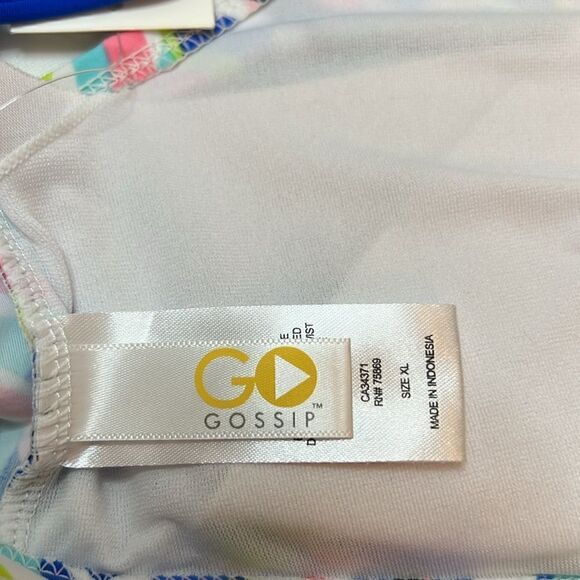 GO
GOSSIP™
CA34371
RN# 75869
SIZE XL
MADE IN INDONESIA